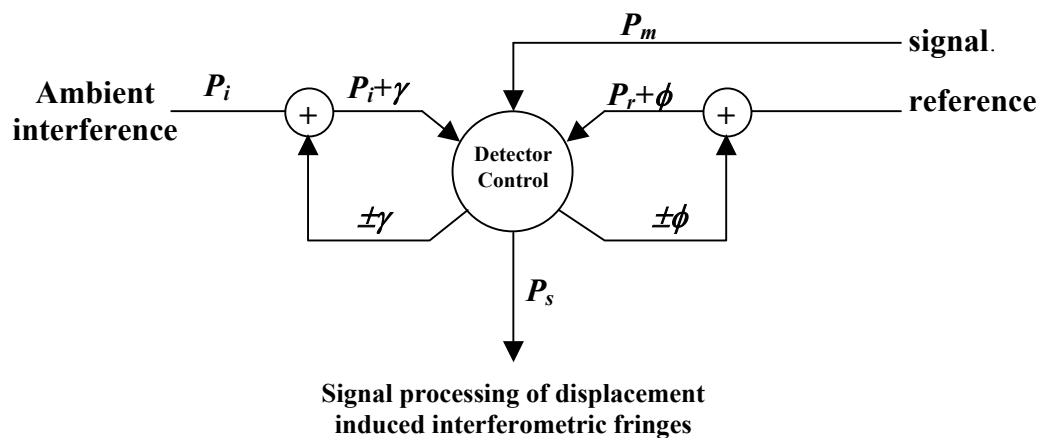 P_m
signal.
Ambient interference
P_i
+
P_i+γ
P_r+ϕ
+
reference
Detector
Control
±γ
±ϕ
P_s
Signal processing of displacement
induced interferometric fringes